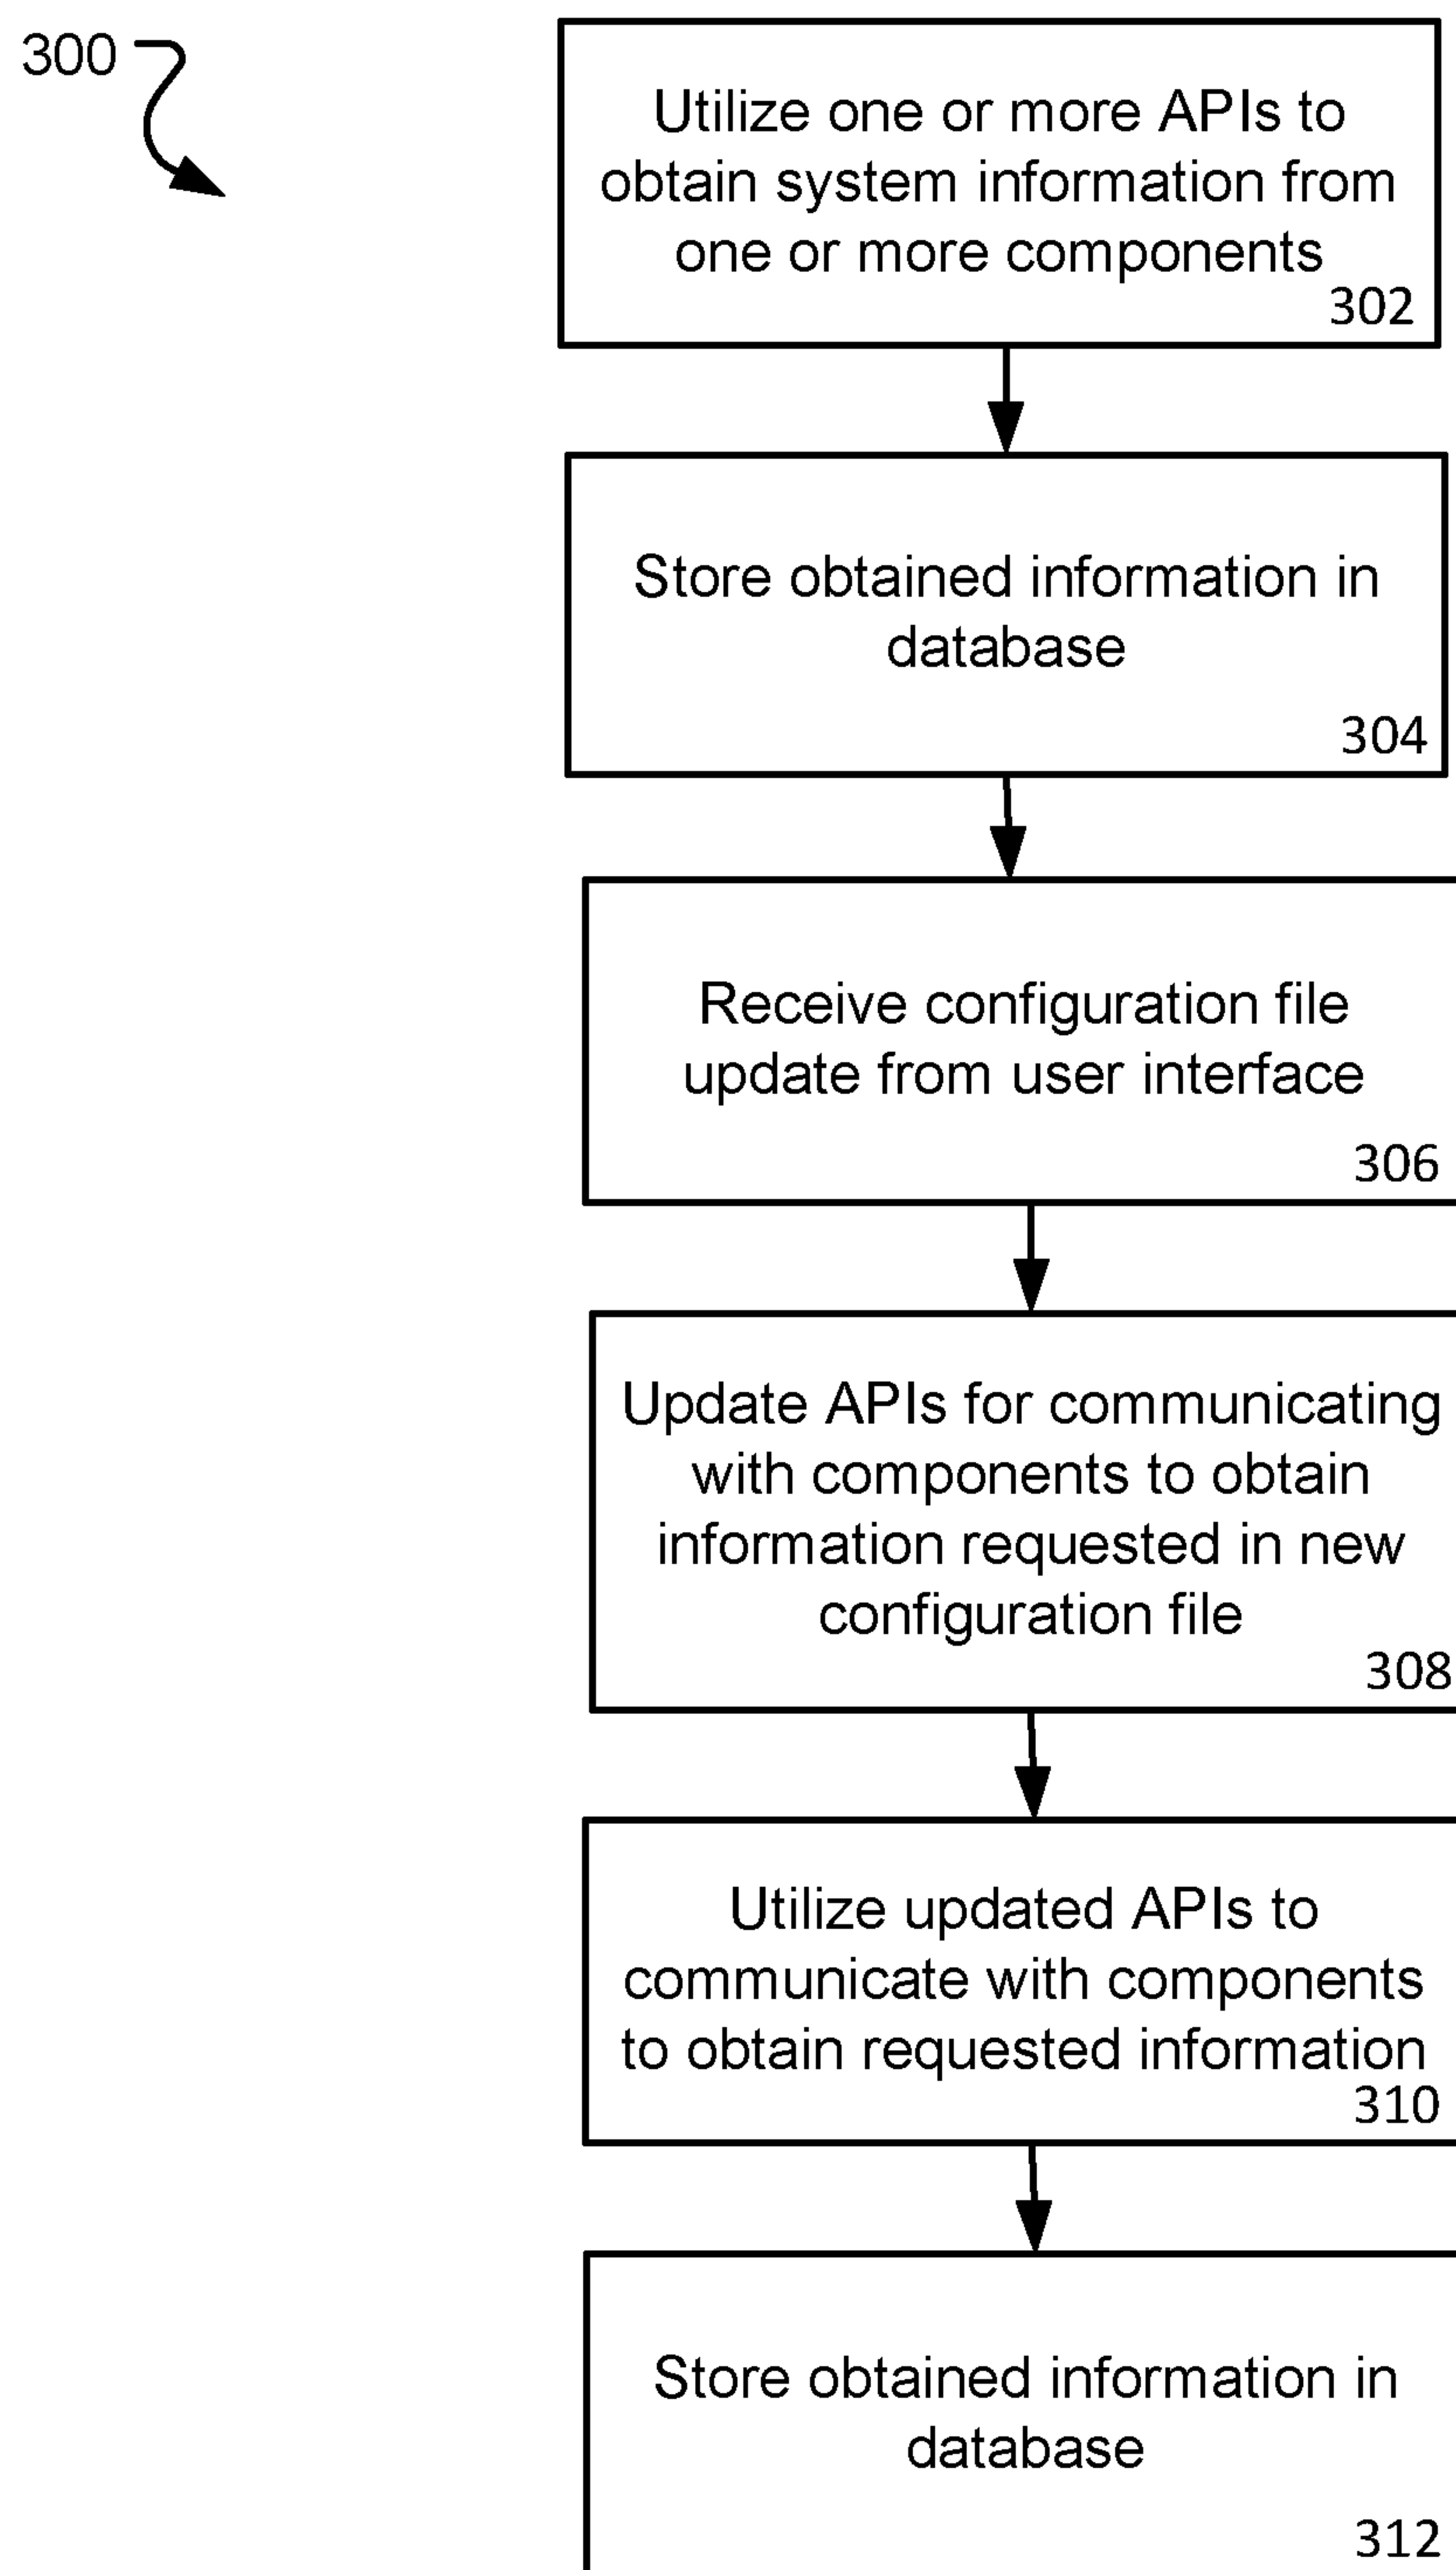 300
Utilize one or more APIs to
obtain system information from
one or more components
302
Store obtained information in
database
304
Receive configuration file
update from user interface
306
Update APIs for communicating
with components to obtain
information requested in new
configuration file
308
Utilize updated APIs to
communicate with components
to obtain requested information
310
Store obtained information in
database
312